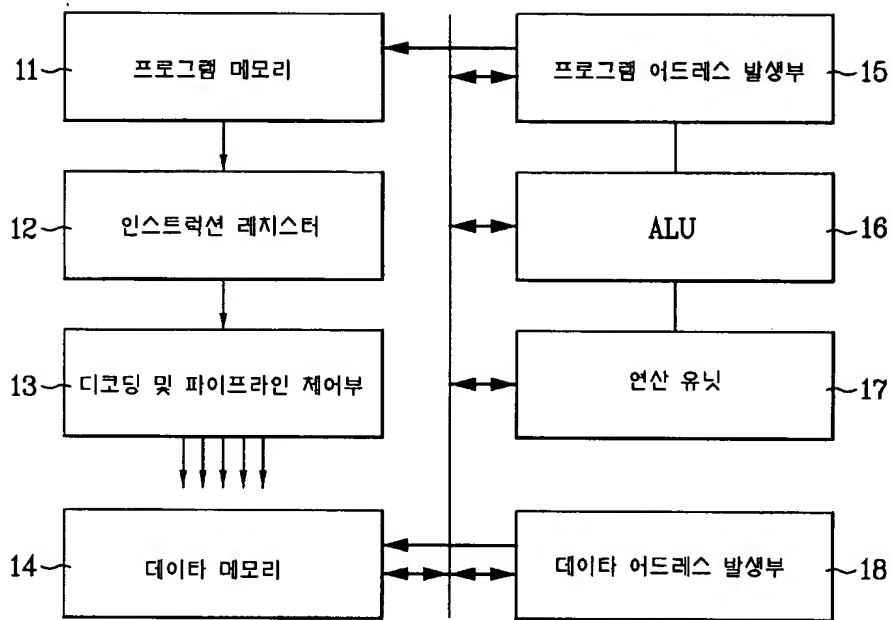 11
프로그램 메모리
프로그램 어드레스 발생부
15
12
인스트럭션 레지스터
ALU
16
13
디코딩 및 파이프라인 제어부
연산 유닛
17
14
데이타 메모리
데이타 어드레스 발생부
18